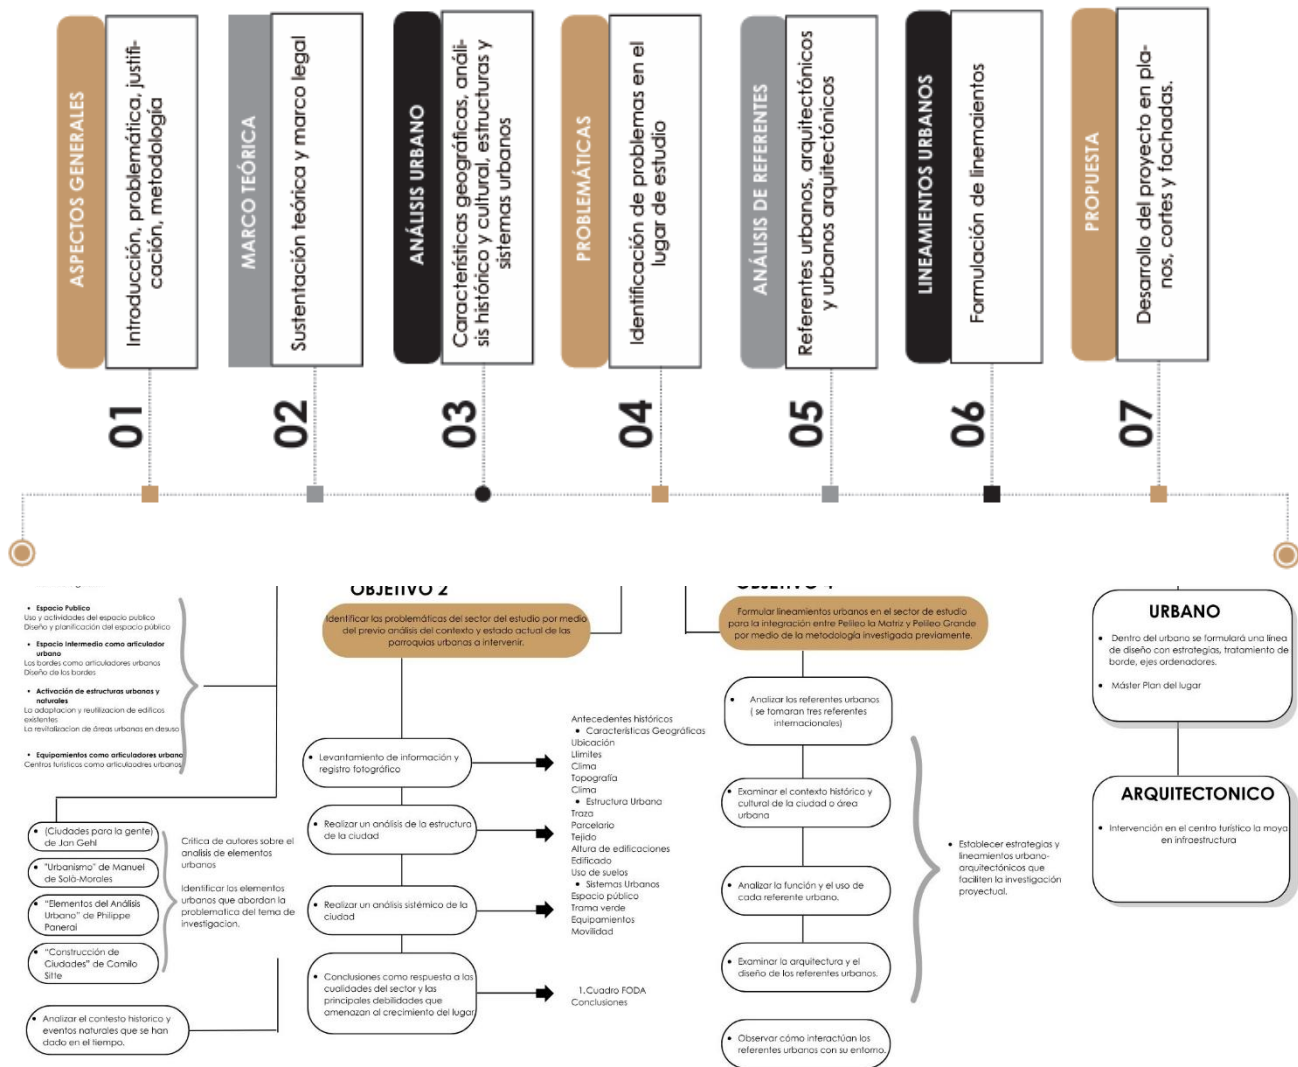 ASPECTOS GENERALES
Introducción, problemática, justifi-
cación, metodología
01
MARCO TEÓRICO
Sustentación teórica y marco legal
02
ANÁLISIS URBANO
Características geográficas, análi-
sis histórico y cultural, estructuras y
sistemas urbanos
03
PROBLEMÁTICAS
Identificación de problemas en el
lugar de estudio
04
ANÁLISIS DE REFERENTES
Referentes urbanos, arquitectónicos
y urbanos arquitectónicos
05
LINEAMIENTOS URBANOS
Formulación de linemaientos
06
PROPUESTA
Desarrollo del proyecto en pla-
nos, cortes y fachadas.
07
• Espacio Publico
Uso y actividades del espacio publico
Diseño y planificación del espacio público
• Espacio intermedio como articulador
urbano
Los bordes como articuladores urbanos
Diseño de los bordes
• Activación de estructuras urbanas y
naturales
La adaptacion y reutilizacion de edificos
existentes
La revitalizacion de áreas urbanas en desuso
• Equipamientos como articuladores urbano
Centros turisticos como articulaodres urbanos
• (Ciudades para la gente)
de Jan Gehl
• "Urbanismo" de Manuel
de Solà-Morales
• "Elementos del Análisis
Urbano" de Philippe
Panerai
• "Construcción de
Ciudades" de Camilo
Sitte
Critica de autores sobre el
analisis de elementos
urbanos
Identificar los elementos
urbanos que abordan la
problematica del tema de
investigacion.
• Analizar el contesto historico y
eventos naturales que se han
dado en el tiempo.
OBJETIVO 2
Identificar las problemáticas del sector del estudio por medio
del previo análisis del contexto y estado actual de las
parroquias urbanas a intervenir.
• Levantamiento de información y
registro fotográfico
• Realizar un análisis de la estructura
de la ciudad
• Realizar un análisis sistémico de la
ciudad
• Conclusiones como respuesta a las
cualidades del sector y las
principales debilidades que
amenazan al crecimiento del lugar
Antecedentes históricos
• Características Geográficas
Ubicación
Llimites
Clima
Topografía
Clima
• Estructura Urbana
Traza
Parcelario
Tejido
Altura de edificaciones
Edificado
Uso de suelos
• Sistemas Urbanos
Espacio público
Trama verde
Equipamientos
Movilidad
1.Cuadro FODA
Conclusiones
OBJETIVO 4
Formular lineamientos urbanos en el sector de estudio
para la integración entre Pelileo la Matriz y Pelileo Grande
por medio de la metodología investigada previamente.
• Analizar los referentes urbanos
( se tomaran tres referentes
internacionales)
• Examinar el contexto histórico y
cultural de la ciudad o área
urbana
• Analizar la función y el uso de
cada referente urbano.
• Examinar la arquitectura y el
diseño de los referentes urbanos.
• Observar cómo interactúan los
referentes urbanos con su entorno.
• Establecer estrategias y
lineamientos urbano-
arquitectónicos que
faciliten la investigación
proyectual.
URBANO
• Dentro del urbano se formulará una línea
de diseño con estrategias, tratamiento de
borde, ejes ordenadores.
• Máster Plan del lugar
ARQUITECTONICO
• Intervención en el centro turístico la moya
en infraestructura